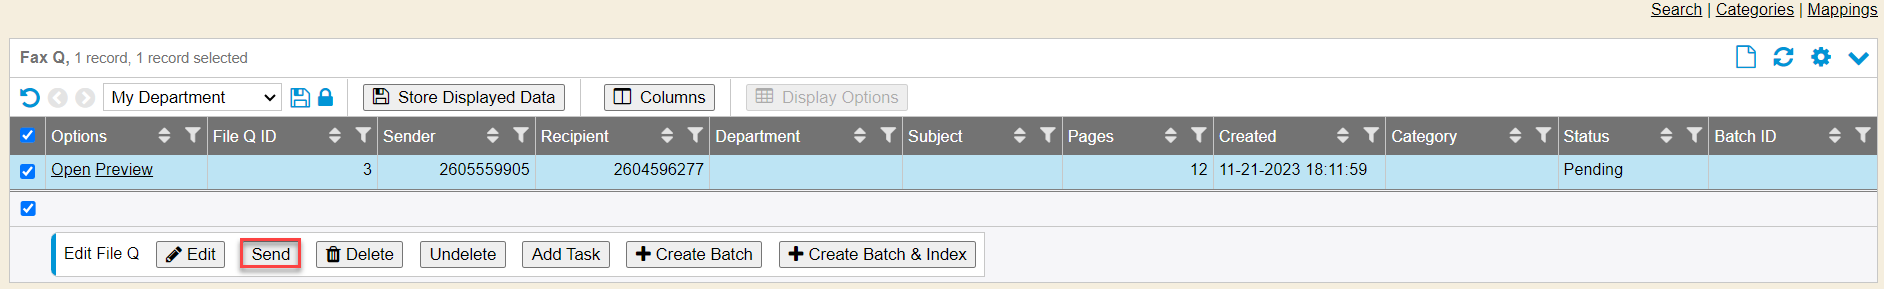 Search | Categories | Mappings
Fax Q, 1 record, 1 record selected
My Department Store Displayed Data Columns Display Options
Options File Q ID Sender Recipient Department Subject Pages Created Category Status Batch ID
Open Preview 3 2605559905 2604596277 12 11-21-2023 18:11:59 Pending
Edit File Q Edit Send Delete Undelete Add Task Create Batch Create Batch & Index